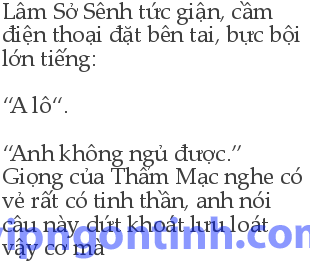 Lâm Sở Sênh tức giận, cầm
điện thoại đặt bên tai, bực bội
lớn tiếng:
“A lô“.
“Anh không ngủ được.”
Giọng của Thẩm Mạc nghe có
vẻ rất có tinh thần, anh nói
câu này dứt khoát lưu loát
vậy cơ mà
vipngontinh.com